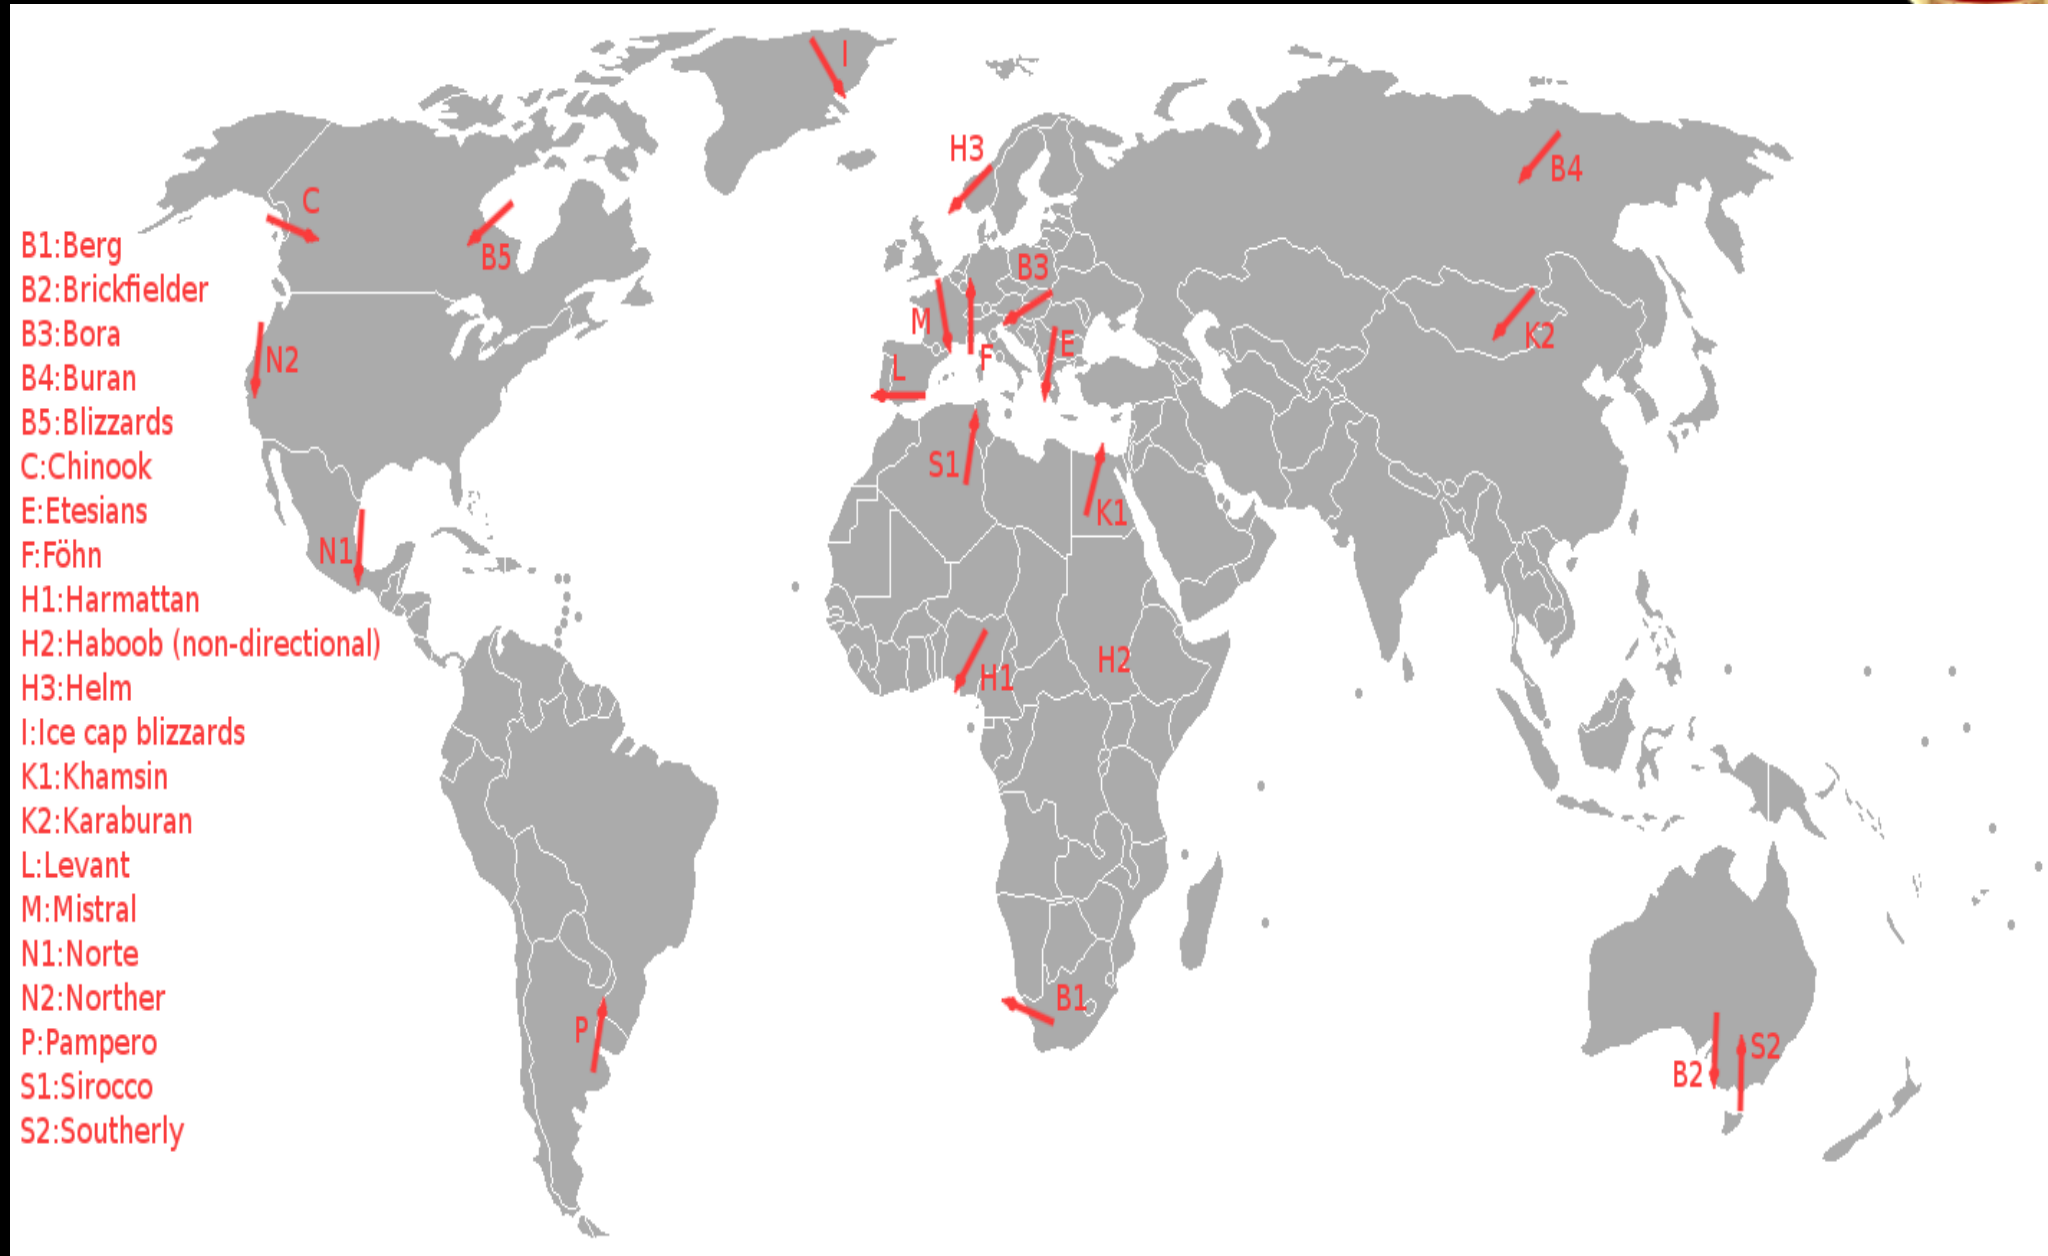 B1:Berg
B2:Brickfielder
B3:Bora
B4:Buran
B5:Blizzards
C:Chinook
E:Etesians
F:Föhn
H1:Harmattan
H2:Haboob (non-directional)
H3:Helm
I:Ice cap blizzards
K1:Khamsin
K2:Karaburan
L:Levant
M:Mistral
N1:Norte
N2:Norther
P:Pampero
S1:Sirocco
S2:Southerly
I
H3
B4
C
B5
B3
M
K2
E
N2
F
L
S1
K1
N1
H2
H1
B1
P
S2
B2